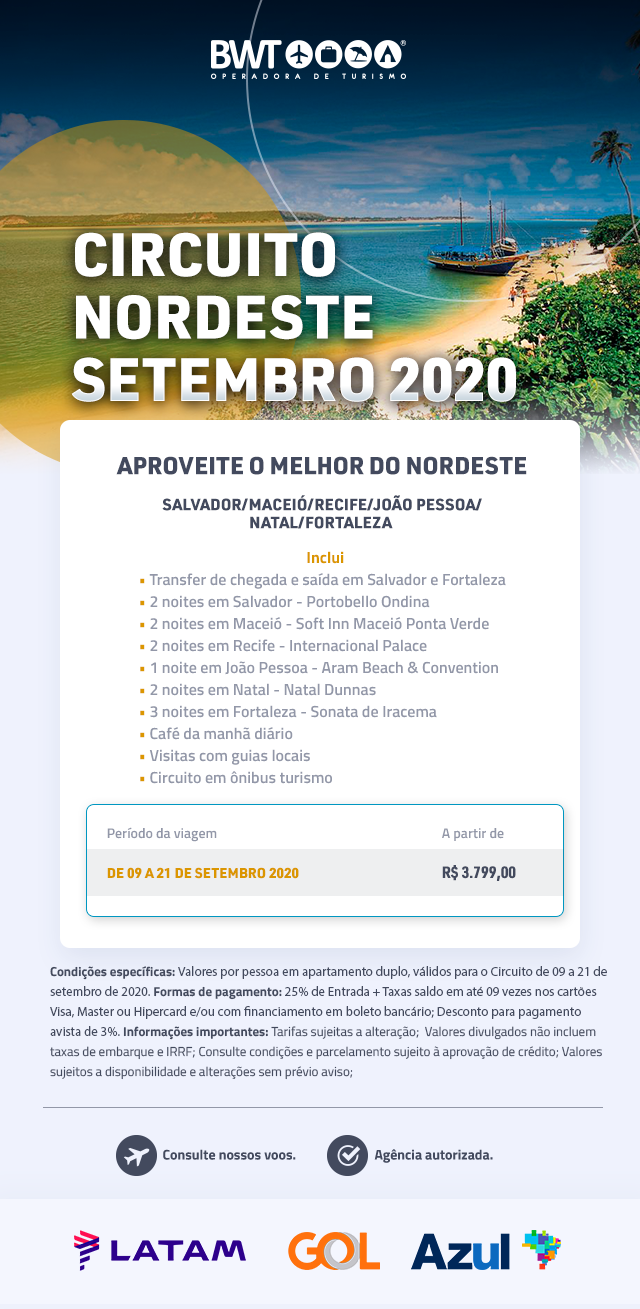 BWT
OPERADORA DE TURISMO
CIRCUITO
NORDESTE
SETEMBRO 2020
APROVEITE O MELHOR DO NORDESTE
SALVADOR/MACEIÓ/RECIFE/JOÃO PESSOA/
NATAL/FORTALEZA
Inclui
▪ Transfer de chegada e saída em Salvador e Fortaleza
▪ 2 noites em Salvador - Portobello Ondina
▪ 2 noites em Maceió - Soft Inn Maceió Ponta Verde
▪ 2 noites em Recife - Internacional Palace
▪ 1 noite em João Pessoa - Aram Beach & Convention
▪ 2 noites em Natal - Natal Dunnas
▪ 3 noites em Fortaleza - Sonata de Iracema
▪ Café da manhã diário
▪ Visitas com guias locais
▪ Circuito em ônibus turismo
Período da viagem A partir de
DE 09 A 21 DE SETEMBRO 2020 R$ 3.799,00
Condições específicas: Valores por pessoa em apartamento duplo, válidos para o Circuito de 09 a 21 de
setembro de 2020. Formas de pagamento: 25% de Entrada + Taxas saldo em até 09 vezes nos cartões
Visa, Master ou Hipercard e/ou com financiamento em boleto bancário; Desconto para pagamento
avista de 3%. Informações importantes: Tarifas sujeitas a alteração; Valores divulgados não incluem
taxas de embarque e IRRF; Consulte condições e parcelamento sujeito à aprovação de crédito; Valores
sujeitos a disponibilidade e alterações sem prévio aviso;
Consulte nossos voos. Agência autorizada.
LATAM GOL Azul